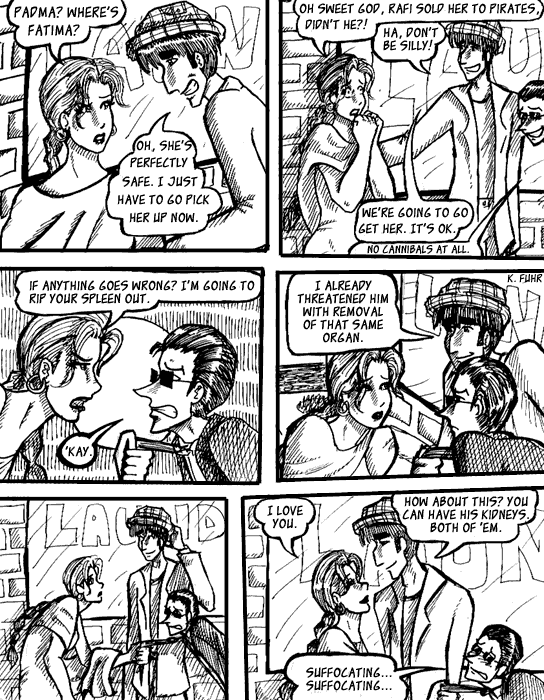 PADMA? WHERE'S
FATIMA?
OH, SHE'S
PERFECTLY
SAFE. I JUST
HAVE TO GO PICK
HER UP NOW.
OH SWEET GOD, RAFI SOLD HER TO PIRATES,
DIDN'T HE?!
HA, DON'T
BE SILLY!
WE'RE GOING TO GO
GET HER. IT'S OK.
NO CANNIBALS AT ALL.
IF ANYTHING GOES WRONG? I'M GOING TO
RIP YOUR SPLEEN OUT.
'KAY.
K. FUHR
I ALREADY
THREATENED HIM
WITH REMOVAL
OF THAT SAME
ORGAN.
LAUND
I LOVE
YOU.
HOW ABOUT THIS? YOU
CAN HAVE HIS KIDNEYS.
BOTH OF 'EM.
SUFFOCATING...
SUFFOCATING...